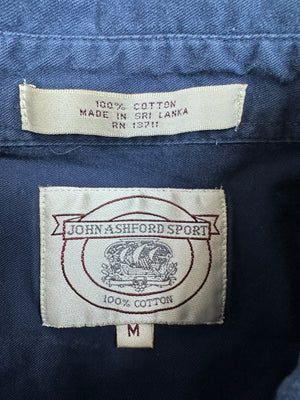 100% COTTON
MADE IN SRI LANKA
RN 13711
JOHN ASHFORD SPORT
100% COTTON
M